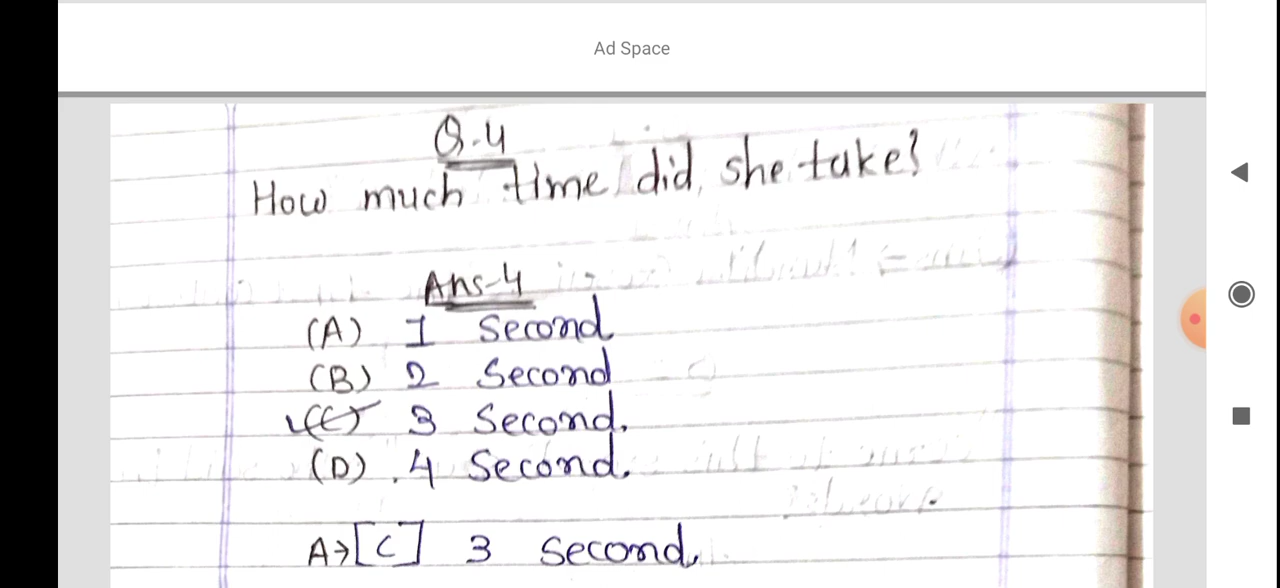 Ad Space
Q.4
How much time did she take?
Ans-4
(A) 1 Second
(B) 2 Second
(C) 3 Second.
(D) .4 Second.
A→[C] 3 Second.